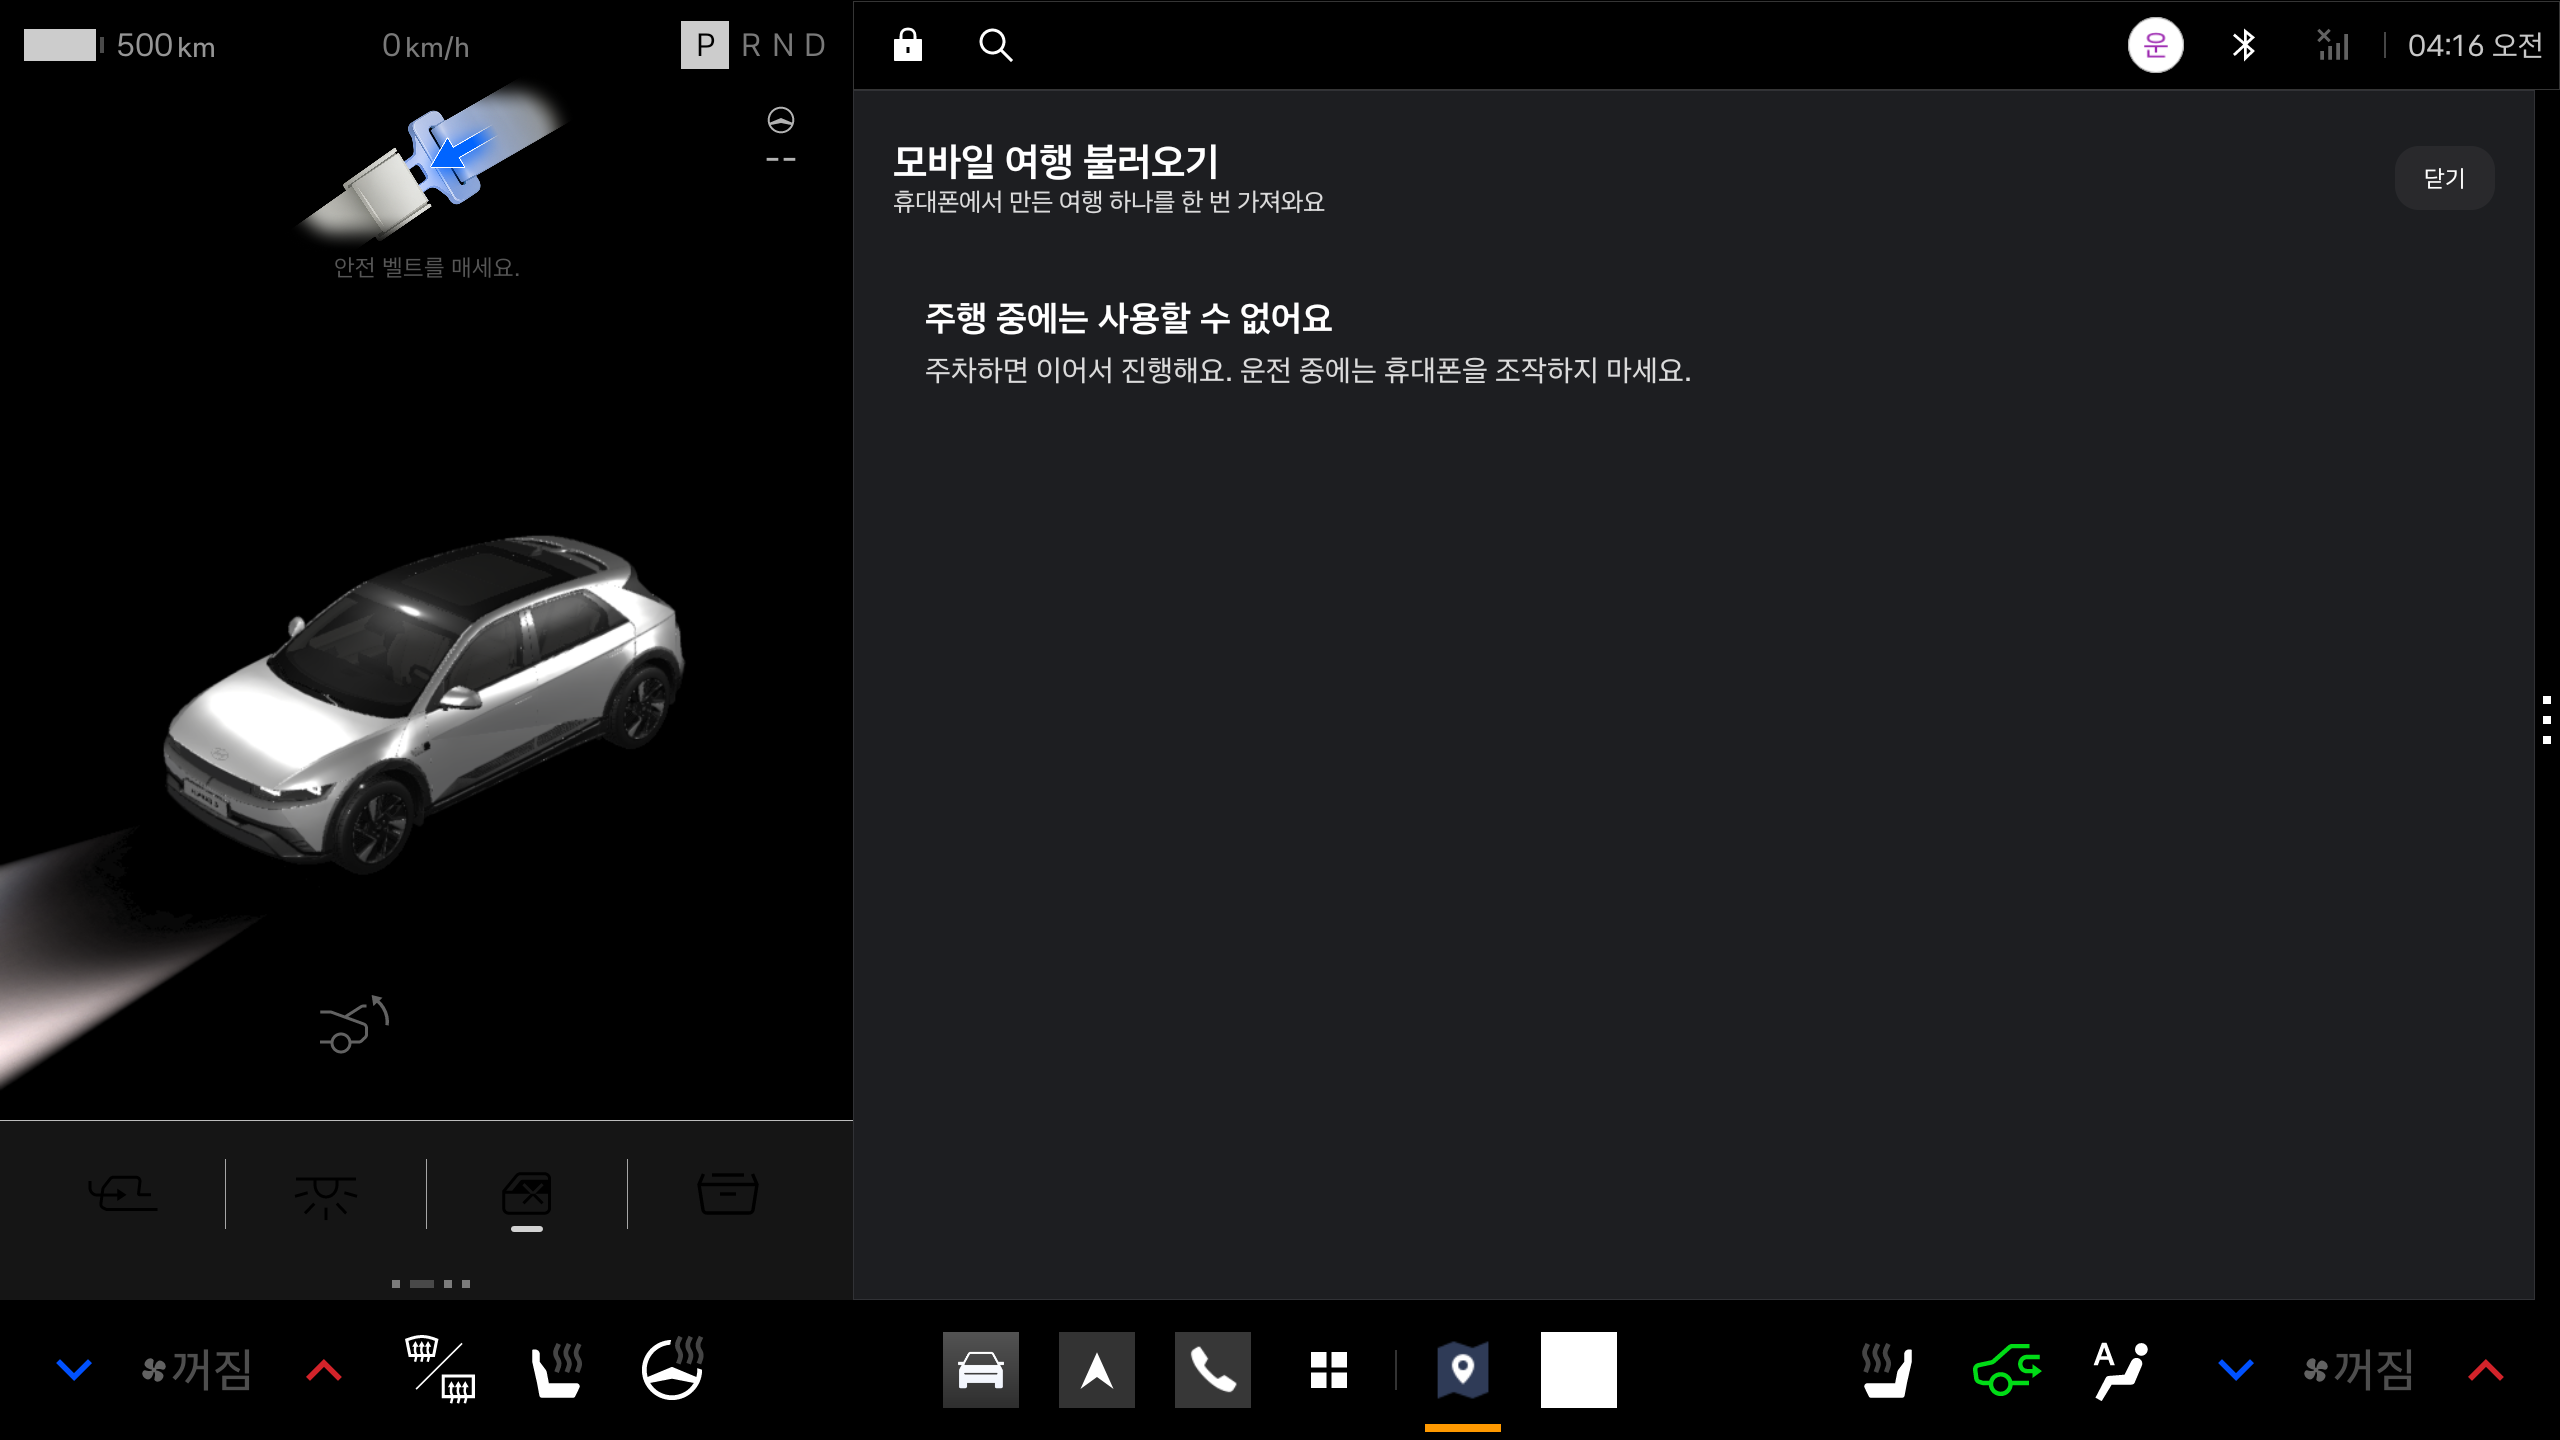 500 km
0 km/h
P R N D
운
04:16 오전
안전 벨트를 매세요.
모바일 여행 불러오기
휴대폰에서 만든 여행 하나를 한 번 가져와요
닫기
주행 중에는 사용할 수 없어요
주차하면 이어서 진행해요. 운전 중에는 휴대폰을 조작하지 마세요.
꺼짐
A
꺼짐